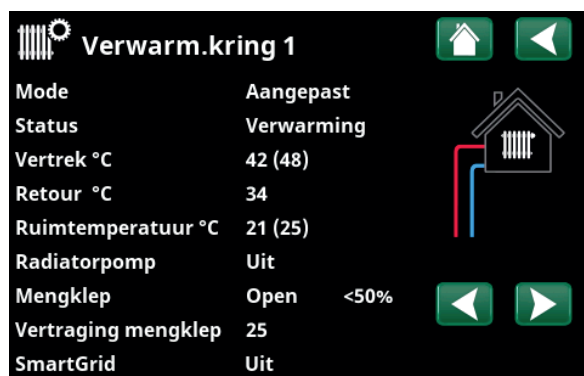 Verwarm.kring 1
Mode Aangepast
Status Verwarming
Vertrek °C 42 (48)
Retour °C 34
Ruimtemperatuur °C 21 (25)
Radiatorpomp Uit
Mengklep Open <50%
Vertraging mengklep 25
SmartGrid Uit